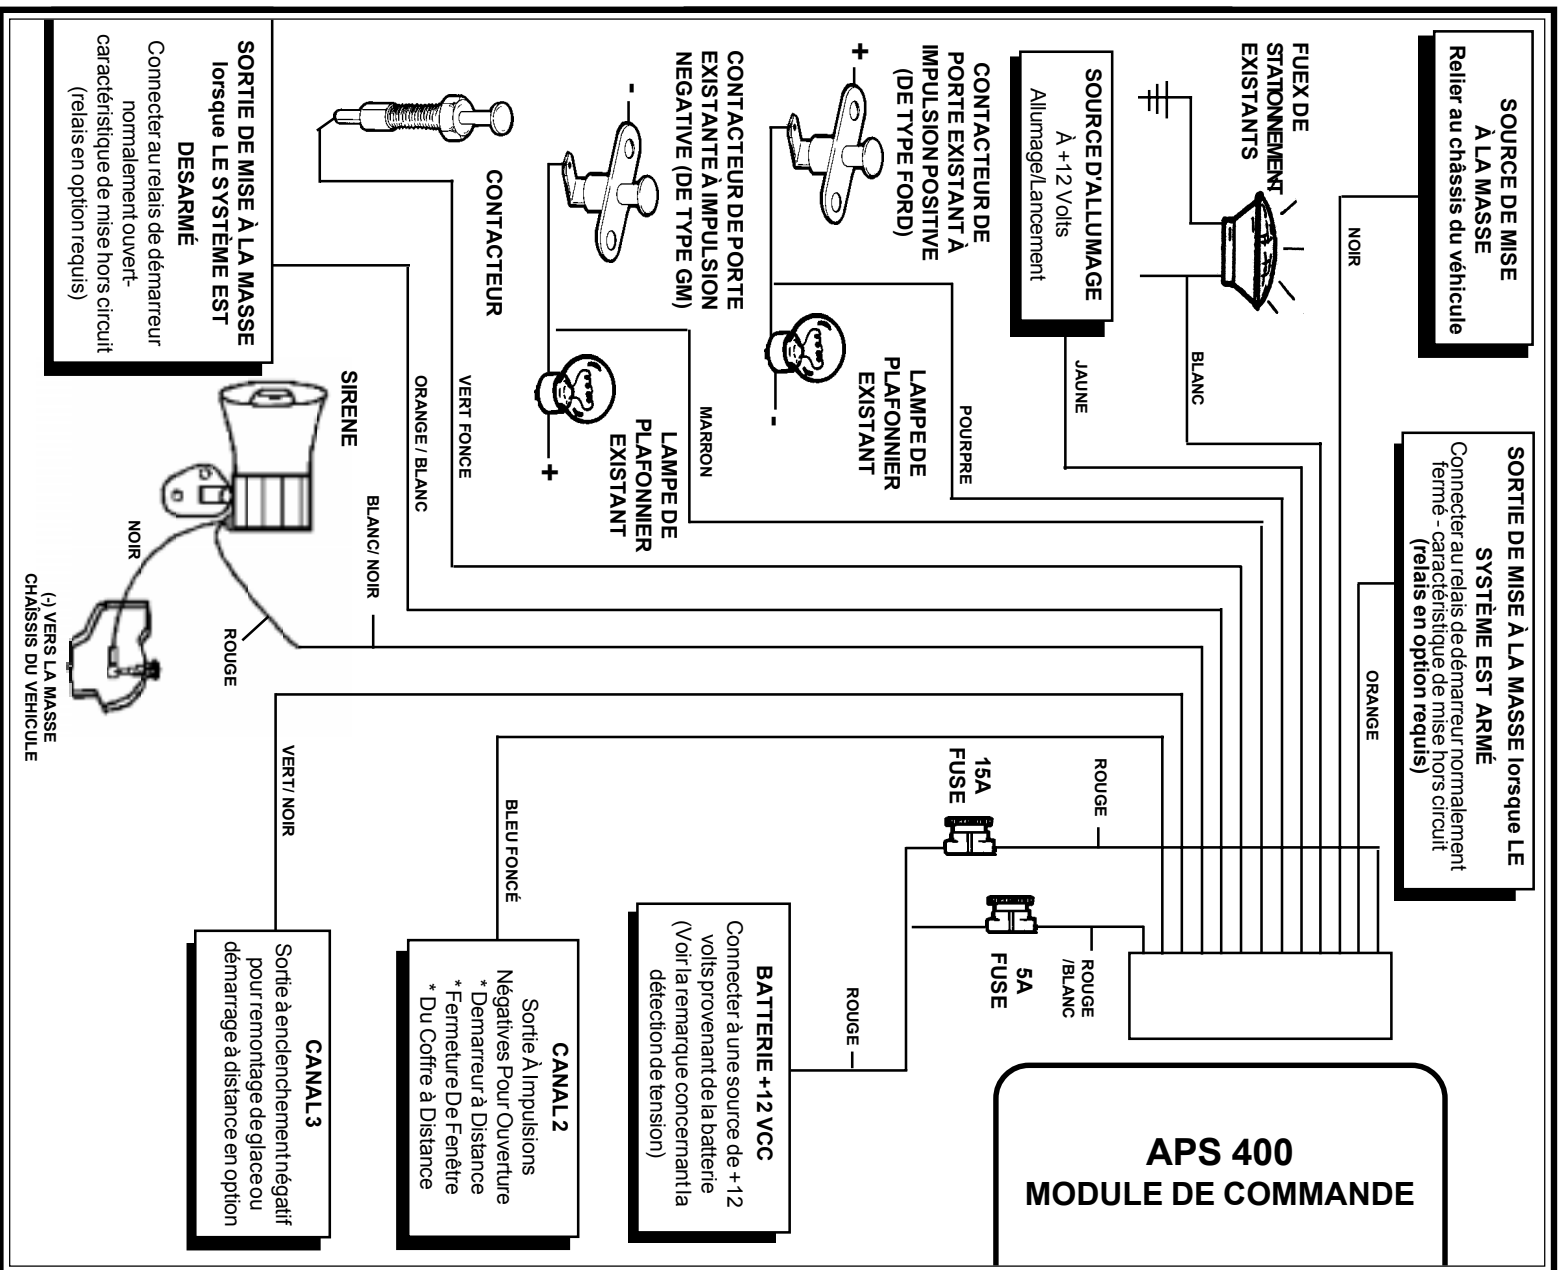 SOURCE DE MISE
À LA MASSE
Relier au châssis du véhicule
NOIR
FUEX DE
STATIONNEMENT
EXISTANTS
BLANC
SOURCE D'ALLUMAGE
À +12 Volts
Allumage/Lancement
JAUNE
CONTACTEUR DE
PORTE EXISTANT À
IMPULSION POSITIVE
(DE TYPE FORD)
+
LAMPE DE
PLAFONNIER
EXISTANT
-
POURPRE
CONTACTEUR DE PORTE
EXISTANTE À IMPULSION
NEGATIVE (DE TYPE GM)
-
LAMPE DE
PLAFONNIER
EXISTANT
+
MARRON
CONTACTEUR
VERT FONCE
SORTIE DE MISE À LA MASSE
lorsque LE SYSTÈME EST
DESARMÉ
Connecter au relais de démarreur
normalement ouvert-
caractéristique de mise hors circuit
(relais en option requis)
ORANGE / BLANC
SIRENE
BLANC/ NOIR
NOIR
ROUGE
(-) VERS LA MASSE
CHAÎSSIS DU VEHICULE
SORTIE DE MISE À LA MASSE lorsque LE
SYSTÈME EST ARMÉ
Connecter au relais de démarreur normalement
fermé - caractéristique de mise hors circuit
(relais en option requis)
ORANGE
ROUGE
15A
FUSE
5A
FUSE
ROUGE
/BLANC
ROUGE
BATTERIE +12 VCC
Connecter à une source de +12
volts provenant de la batterie
(Voir la remarque concernant la
détection de tension)
BLEU FONCÉ
CANAL 2
Sortie À Impulsions
Négatives Pour Ouverture
* Demarreur à Distance
* Fermeture De Fenêtre
* Du Coffre à Distance
VERT/ NOIR
CANAL 3
Sortie à enclenchement négatif
pour remontage de glace ou
démarrage à distance en option
APS 400
MODULE DE COMMANDE